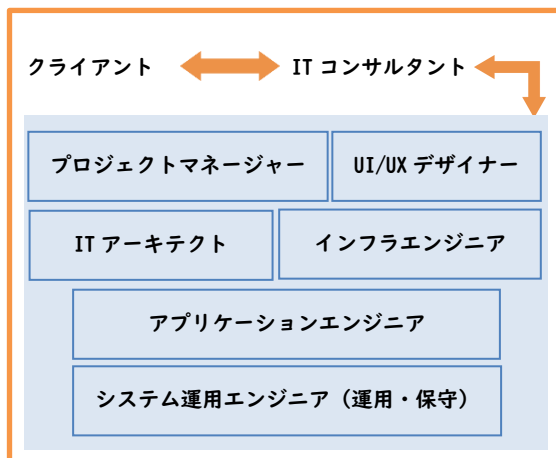 クライアント IT コンサルタント
プロジェクトマネージャー UI/UX デザイナー
IT アーキテクト インフラエンジニア
アプリケーションエンジニア
システム運用エンジニア（運用・保守）